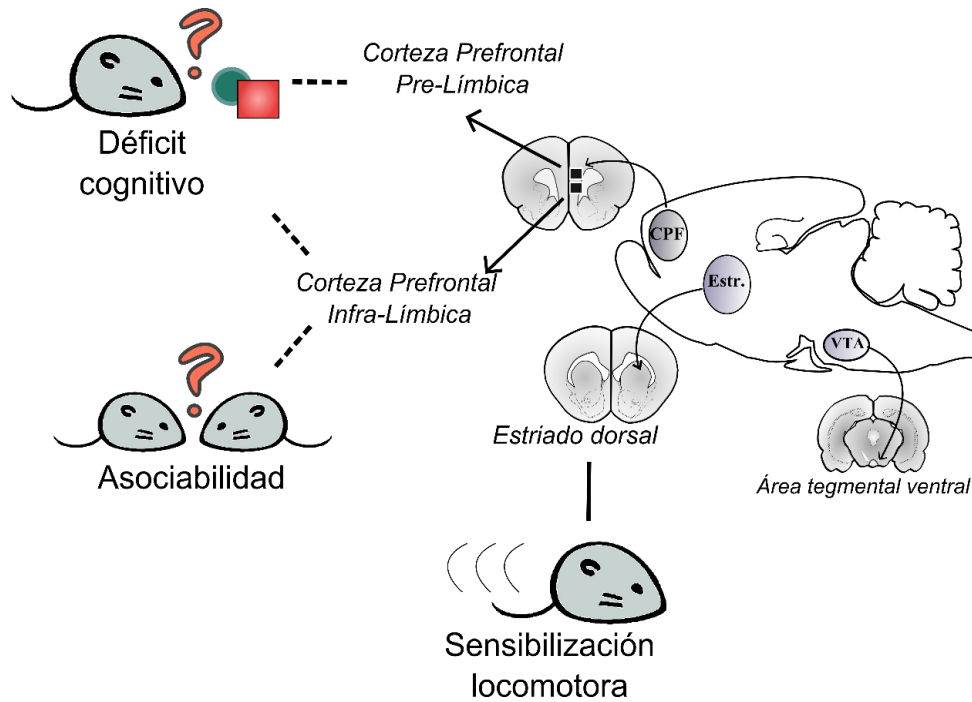 ?
Corteza Prefrontal
Pre-Límbica
Déficit
cognitivo
CPF
Estr.
VTA
Corteza Prefrontal
Infra-Límbica
?
Asociabilidad
Estriado dorsal
Área tegmental ventral
Sensibilización
locomotora